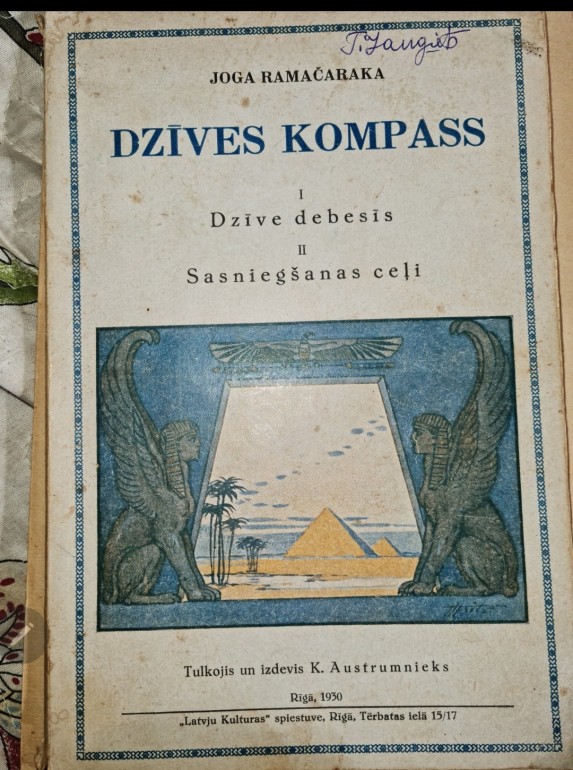 JOGA RAMAČARAKA
DZĪVES KOMPASS
I
Dzīve debesīs
II
Sasniegšanas ceļi
Tulkojis un izdevis K. Austrumnieks
Rīgā, 1930
„Latvju Kulturas" spiestuve, Rīgā, Tērbatas ielā 15/17